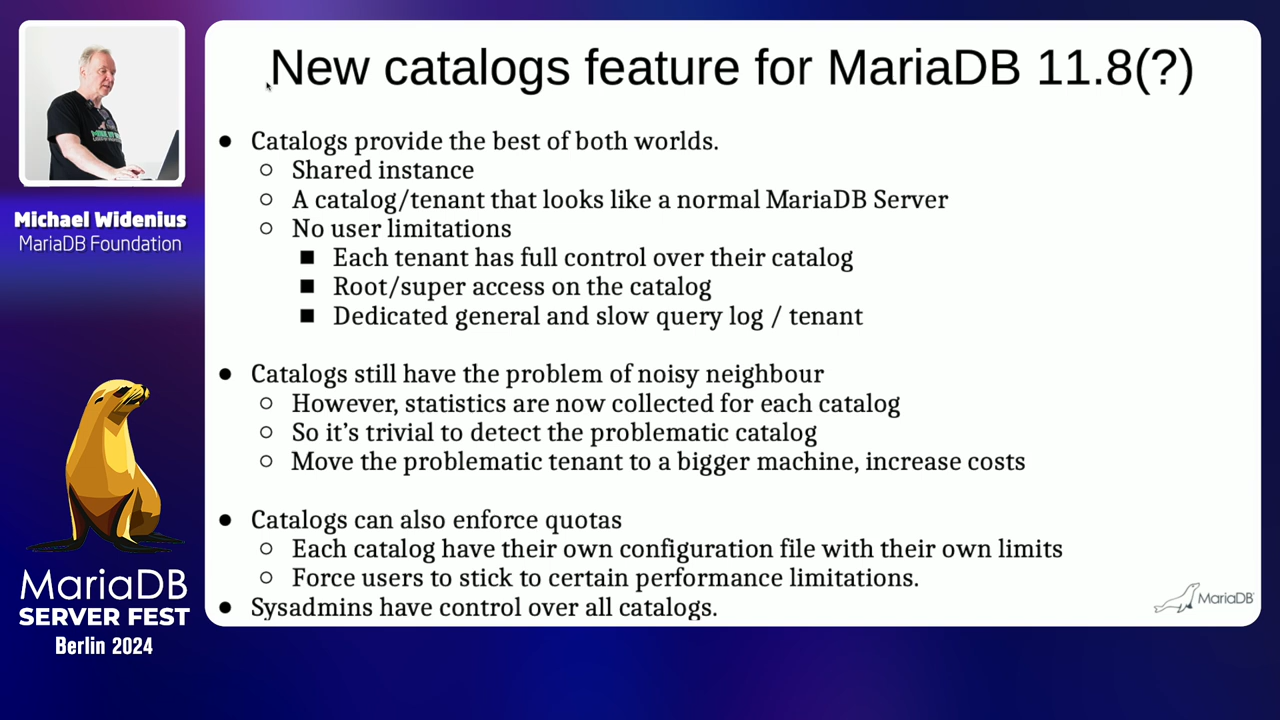 New catalogs feature for MariaDB 11.8(?)
Catalogs provide the best of both worlds.
Shared instance
A catalog/tenant that looks like a normal MariaDB Server
No user limitations
Each tenant has full control over their catalog
Root/super access on the catalog
Dedicated general and slow query log / tenant
Catalogs still have the problem of noisy neighbour
However, statistics are now collected for each catalog
So it’s trivial to detect the problematic catalog
Move the problematic tenant to a bigger machine, increase costs
Catalogs can also enforce quotas
Each catalog have their own configuration file with their own limits
Force users to stick to certain performance limitations.
Sysadmins have control over all catalogs.
MariaDB
Michael Widenius
MariaDB Foundation
MariaDB
SERVER FEST
Berlin 2024